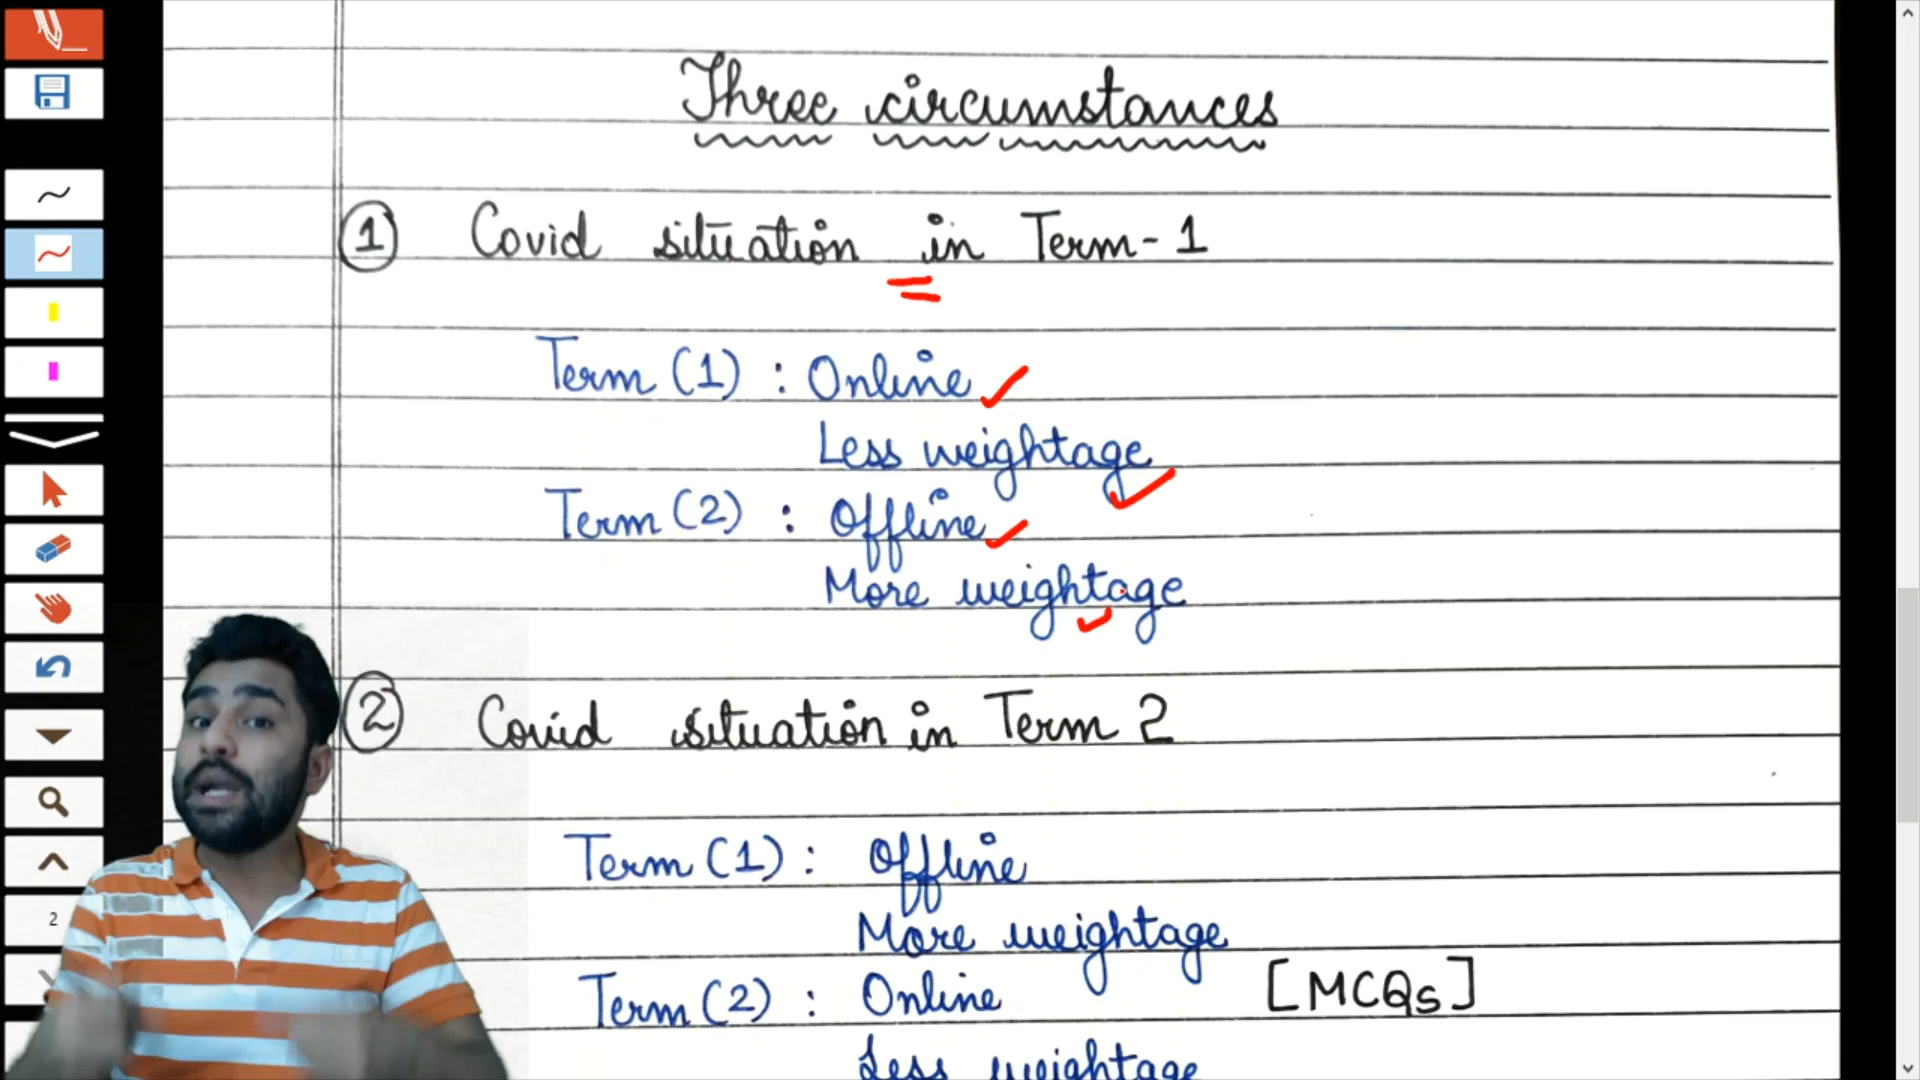 Three circumstances
① Covid situation in Term-1
Term (1) : Online
Less weightage
Term (2) : Offline
More weightage
② Covid situation in Term 2
Term (1) : Offline
More weightage
Term (2) : Online [MCQs]
Less weightage
2